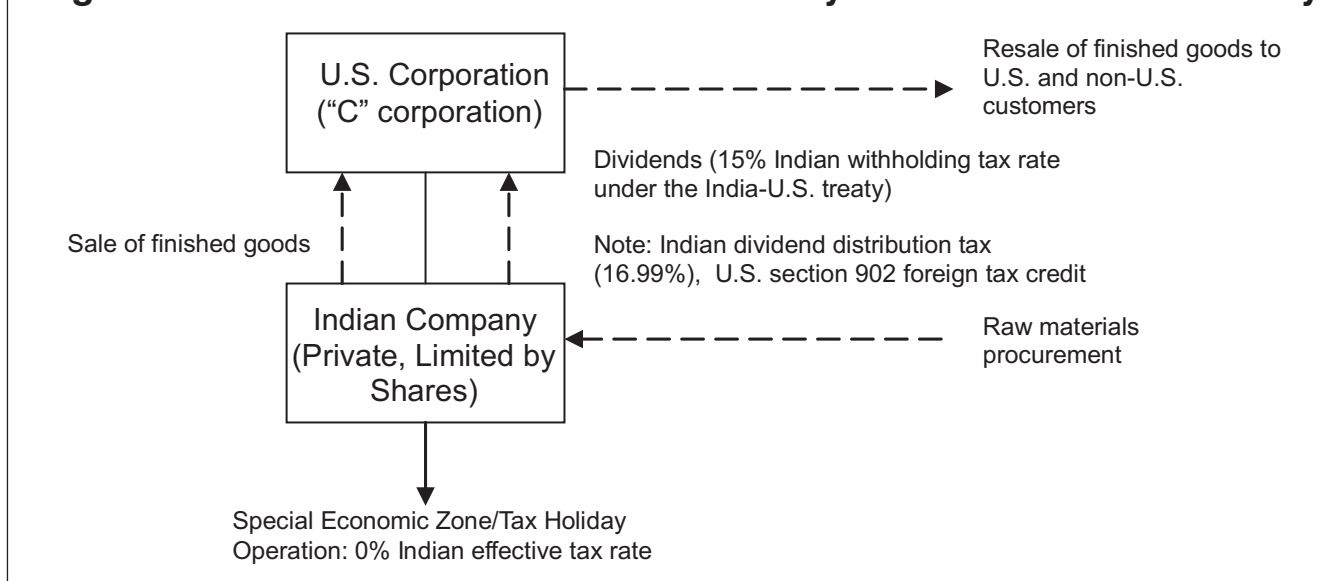 U.S. Corporation
(“C” corporation)
Resale of finished goods to
U.S. and non-U.S.
customers
Dividends (15% Indian withholding tax rate
under the India-U.S. treaty)
Sale of finished goods
Note: Indian dividend distribution tax
(16.99%), U.S. section 902 foreign tax credit
Indian Company
(Private, Limited by
Shares)
Raw materials
procurement
Special Economic Zone/Tax Holiday
Operation: 0% Indian effective tax rate